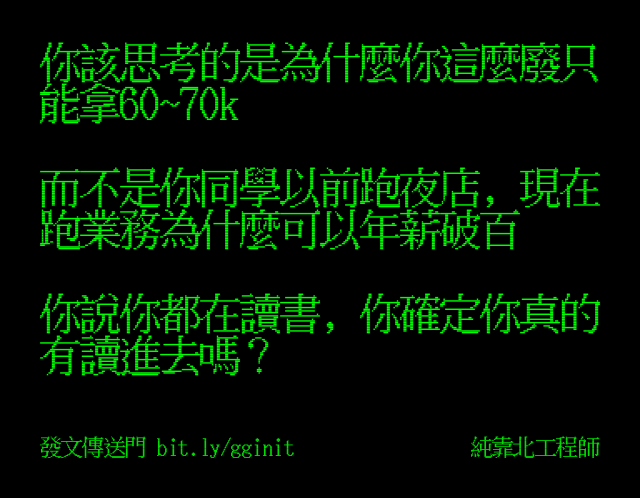 你該思考的是為什麼你這麼廢只
能拿60~70k
而不是你同學以前跑夜店，現在
跑業務為什麼可以年薪破百
你說你都在讀書，你確定你真的
有讀進去嗎？
發文傳送門 bit.ly/gginit
純靠北工程師